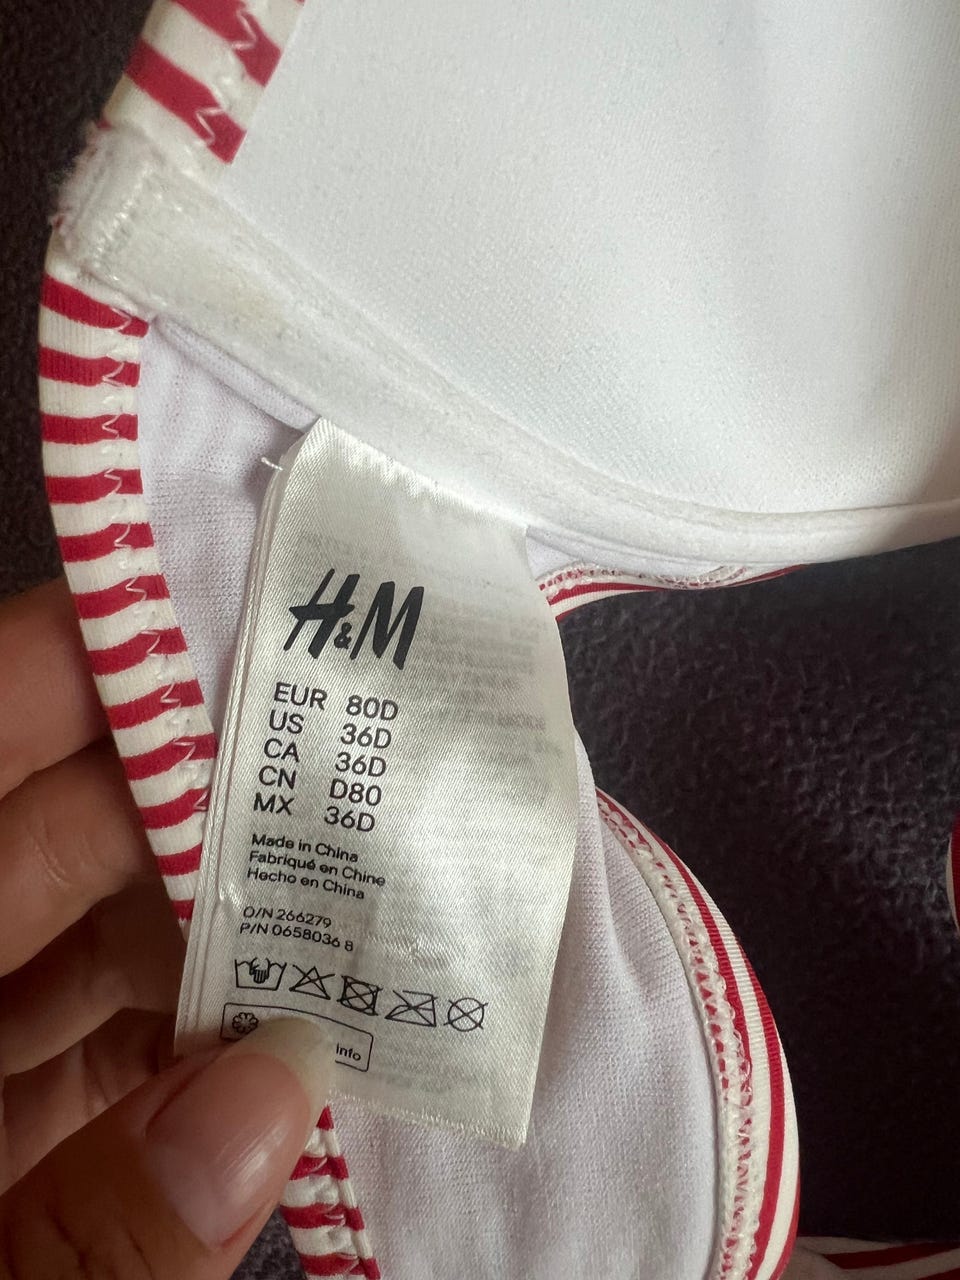 H&M
EUR 80D
US 36D
CA 36D
CN D80
MX 36D
Made in China
Fabriqué en Chine
Hecho en China
O/N 266279
P/N 0658036 8
info